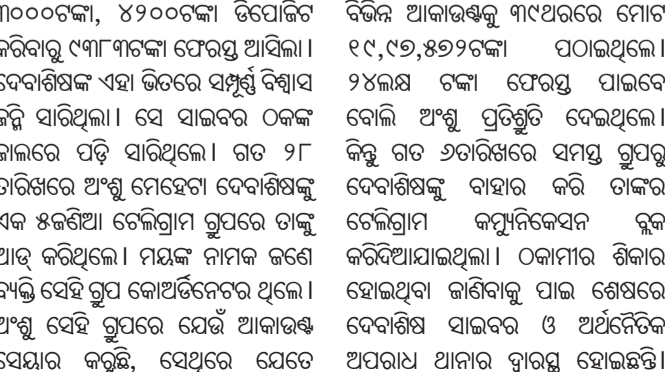 ୩୦୦୦ଟଙ୍କା, ୪୨୦୦ଟଙ୍କା ଡିପୋଜିଟ
କରିବାରୁ ୯୩୮୩ଟଙ୍କା ଫେରସ୍ତ ଆସିଲା।
ଦେବାଶିଷଙ୍କ ଏହା ଭିତରେ ସମ୍ପୂର୍ଣ୍ଣ ବିଶ୍ୱାସ
ଜନ୍ମି ସାରିଥିଲା। ସେ ସାଇବର ଠକଙ୍କ
ଜାଲରେ ପଡ଼ି ସାରିଥିଲେ। ଗତ ୨୮
ତାରିଖରେ ଅଂଶୁ ମେହେଟା ଦେବାଶିଷଙ୍କୁ
ଏକ ୫ଜଣିଆ ଟେଲିଗ୍ରାମ ଗ୍ରୁପରେ ତାଙ୍କୁ
ଆଡ୍ କରିଥିଲେ। ମୟଙ୍କ ନାମକ ଜଣେ
ବ୍ୟକ୍ତି ସେହି ଗ୍ରୁପ କୋଅର୍ଡିନେଟର ଥିଲେ।
ଅଂଶୁ ସେହି ଗ୍ରୁପରେ ଯେଉଁ ଆକାଉଣ୍ଟ
ସେୟାର କରୁଛି, ସେଥିରେ ଯେତେ
ବିଭିନ୍ନ ଆକାଉଣ୍ଟକୁ ୩୯ଥରରେ ମୋଟ
୧୯,୯୭,୫୭୨ଟଙ୍କା ପଠାଇଥିଲେ।
୨୪ଲକ୍ଷ ଟଙ୍କା ଫେରସ୍ତ ପାଇବେ
ବୋଲି ଅଂଶୁ ପ୍ରତିଶ୍ରୁତି ଦେଇଥିଲେ।
କିନ୍ତୁ ଗତ ୬ତାରିଖରେ ସମସ୍ତ ଗ୍ରୁପରୁ
ଦେବାଶିଷଙ୍କୁ ବାହାର କରି ତାଙ୍କର
ଟେଲିଗ୍ରାମ କମ୍ୟୁନିକେସନ ବ୍ଲକ
କରିଦିଆଯାଇଥିଲା। ଠକାମୀର ଶିକାର
ହୋଇଥିବା ଜାଣିବାକୁ ପାଇ ଶେଷରେ
ଦେବାଶିଷ ସାଇବର ଓ ଅର୍ଥନୈତିକ
ଅପରାଧ ଥାନାର ଦ୍ୱାରସ୍ଥ ହୋଇଛନ୍ତି।